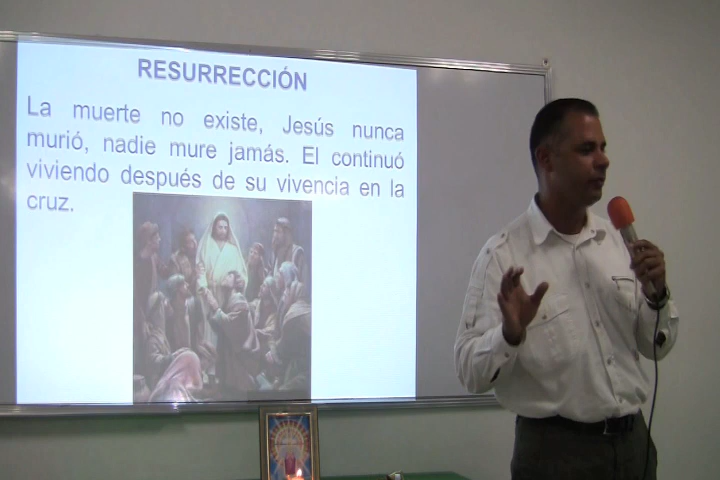 RESURRECCIÓN
La muerte no existe, Jesús nunca
murió, nadie mure jamás. El continuó
viviendo después de su vivencia en la
cruz.